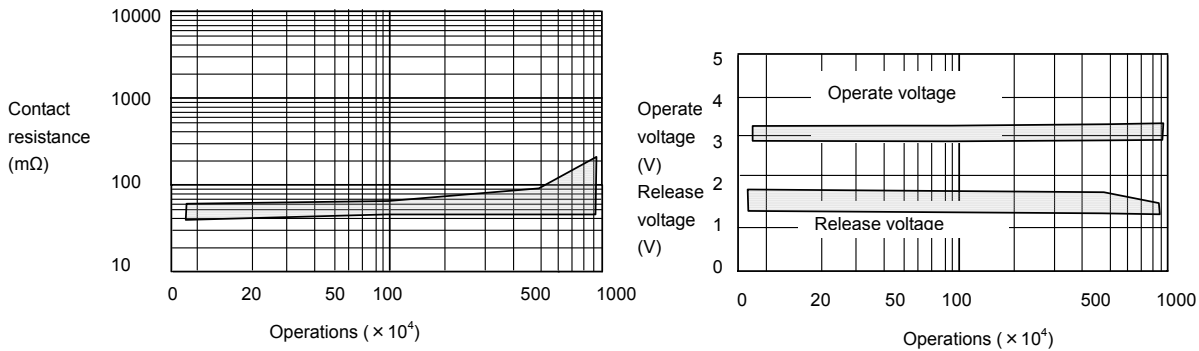 10000
1000
100
10
Contact
resistance
(mΩ)
0 20 50 100 500 1000
Operations (×10⁴)
5
4
3
2
1
0
Operate
voltage
(V)
Release
voltage
(V)
Operate voltage
Release voltage
0 20 50 100 500 1000
Operations (×10⁴)